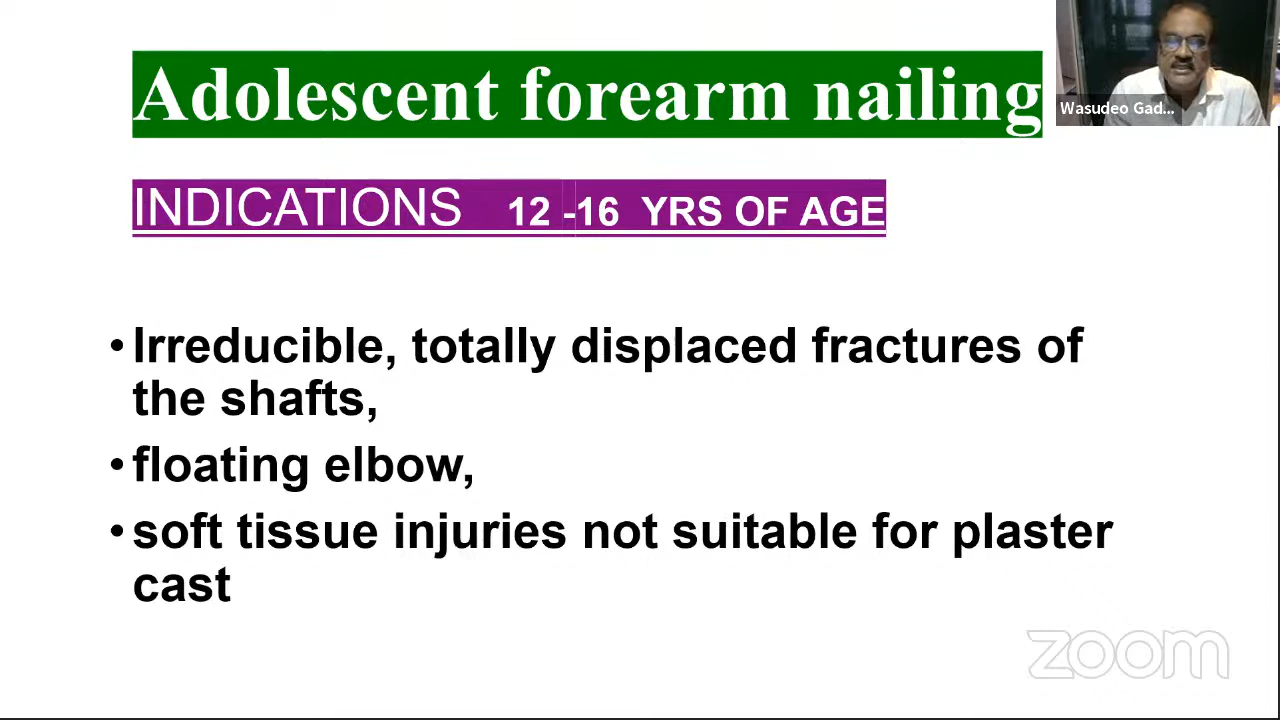 Adolescent forearm nailing
Wasudeo Gad...
INDICATIONS 12 -16 YRS OF AGE
•Irreducible, totally displaced fractures of
the shafts,
•floating elbow,
•soft tissue injuries not suitable for plaster
cast
zoom